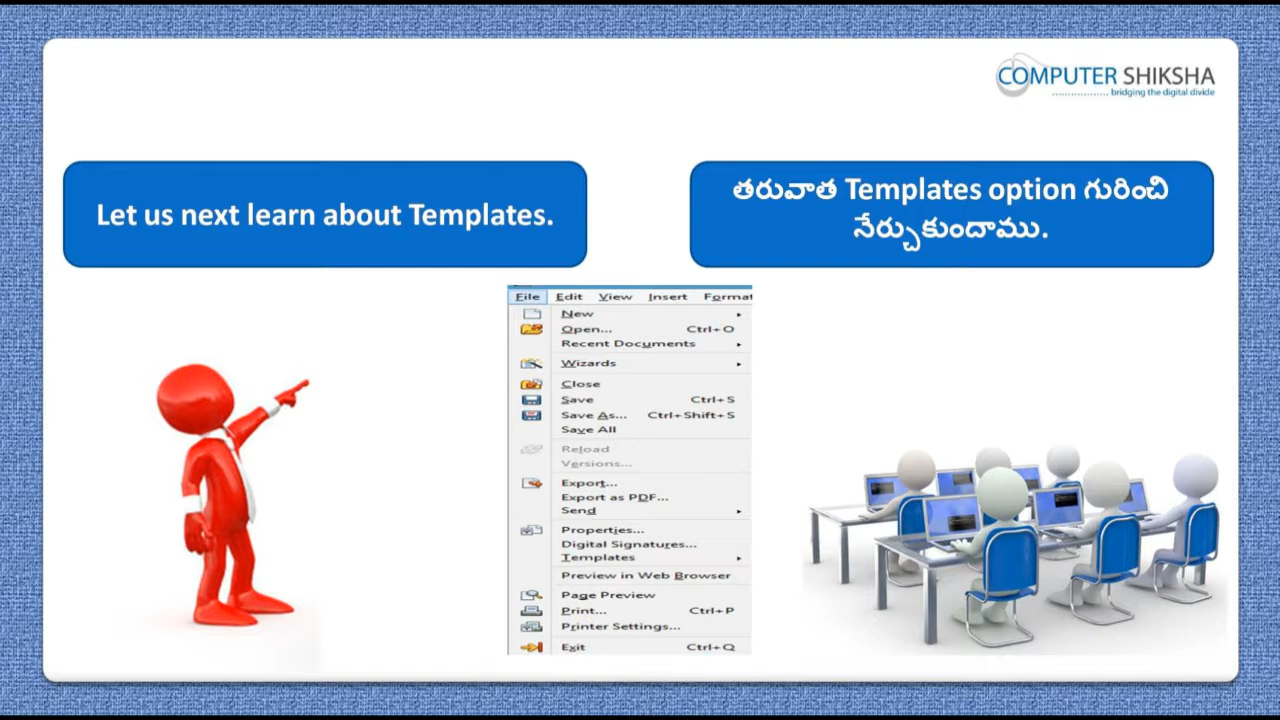 COMPUTER SHIKSHA
bridging the digital divide
Let us next learn about Templates.
తరువాత Templates option గురించి
నేర్చుకుందాము.
File Edit View Insert Format
New
Open... Ctrl+O
Recent Documents
Wizards
Close
Save Ctrl+S
Save As... Ctrl+Shift+S
Save All
Reload
Versions...
Export...
Export as PDF...
Send
Properties...
Digital Signatures...
Templates
Preview in Web Browser
Page Preview
Print... Ctrl+P
Printer Settings...
Exit Ctrl+Q